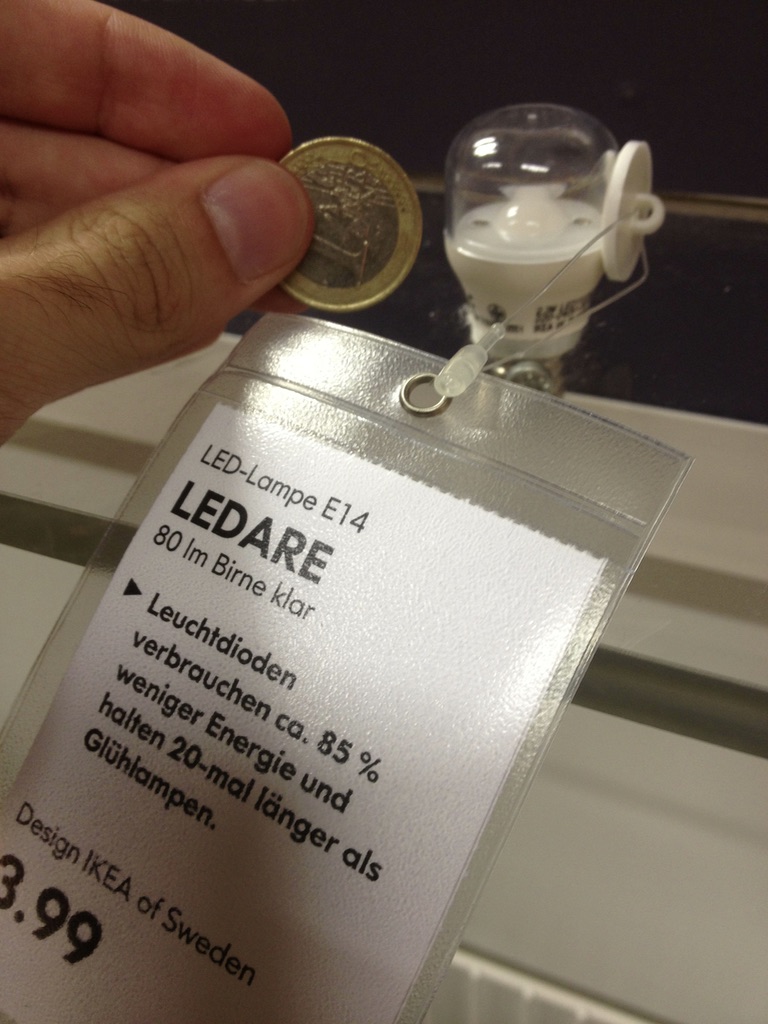 LED-Lampe E14
LEDARE
80 lm Birne klar
▶ Leuchtdioden
verbrauchen ca. 85 %
weniger Energie und
halten 20-mal länger als
Glühlampen.
Design IKEA of Sweden
3.99